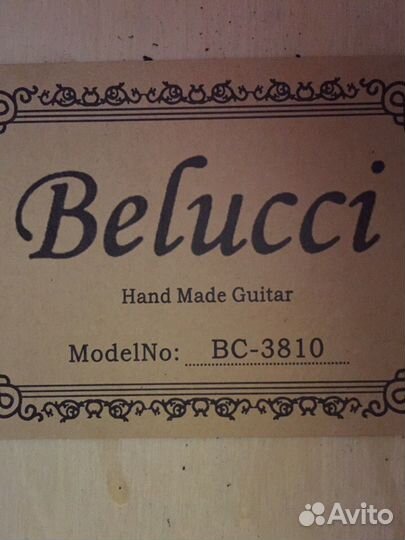 Belucci
Hand Made Guitar
ModelNo: BC-3810
Avito